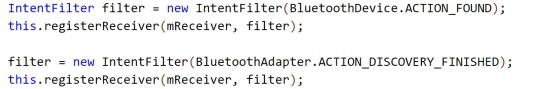 IntentFilter filter = new IntentFilter(BluetoothDevice.ACTION_FOUND);
this.registerReceiver(mReceiver, filter);
filter = new IntentFilter(BluetoothAdapter.ACTION_DISCOVERY_FINISHED);
this.registerReceiver(mReceiver, filter);